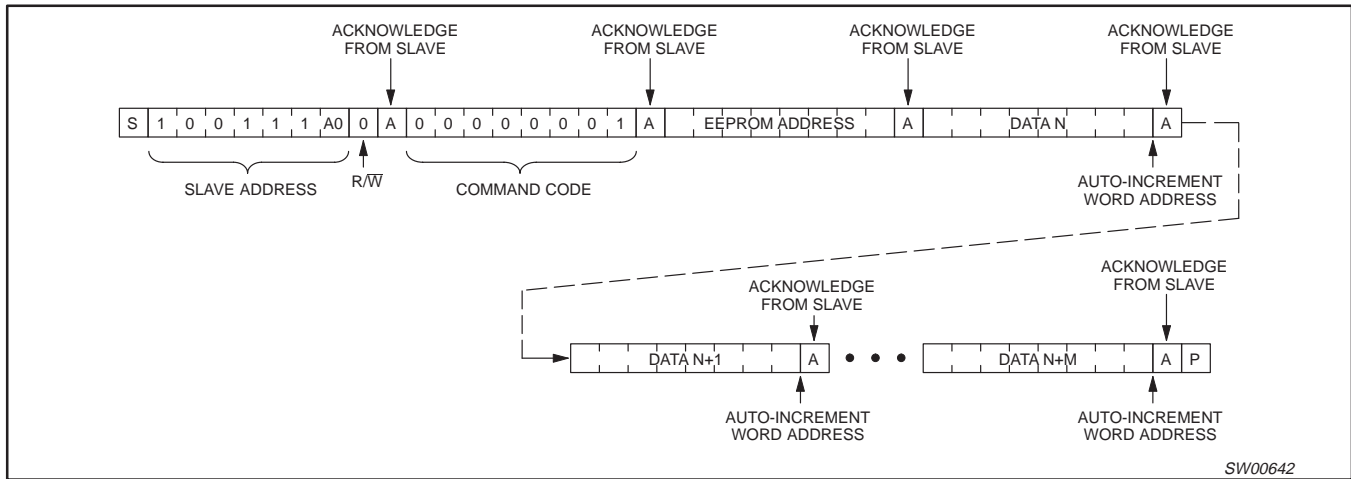 ACKNOWLEDGE
FROM SLAVE
ACKNOWLEDGE
FROM SLAVE
ACKNOWLEDGE
FROM SLAVE
ACKNOWLEDGE
FROM SLAVE
S 1 0 0 1 1 1 A0 0 A 0 0 0 0 0 0 0 1 A EEPROM ADDRESS A DATA N A
SLAVE ADDRESS
R/W̅
COMMAND CODE
AUTO-INCREMENT
WORD ADDRESS
ACKNOWLEDGE
FROM SLAVE
ACKNOWLEDGE
FROM SLAVE
DATA N+1 A • • • DATA N+M A P
AUTO-INCREMENT
WORD ADDRESS
AUTO-INCREMENT
WORD ADDRESS
SW00642